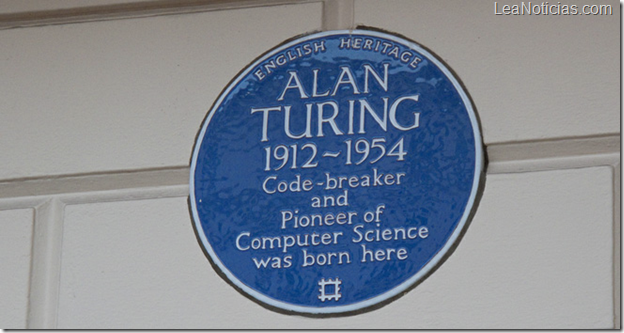 LeaNoticias.com
ENGLISH HERITAGE
ALAN
TURING
1912~1954
Code-breaker
and
Pioneer of
Computer Science
was born here